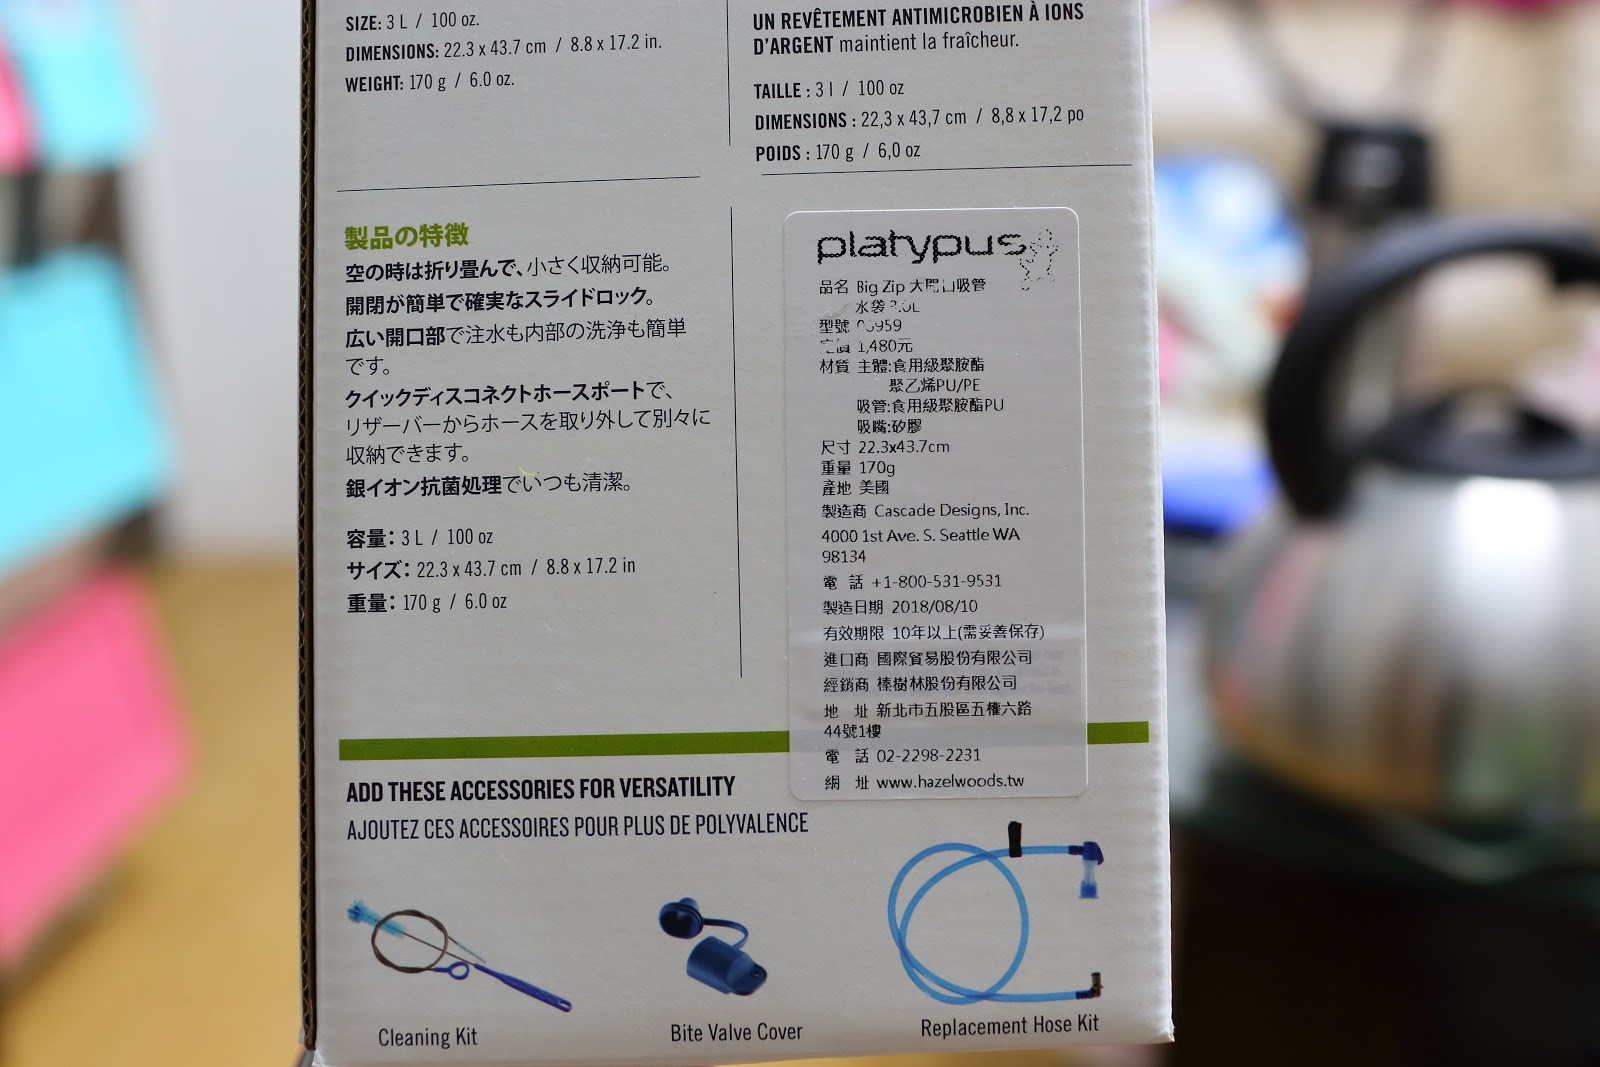 SIZE: 3 L / 100 oz.
DIMENSIONS: 22.3 x 43.7 cm / 8.8 x 17.2 in.
WEIGHT: 170 g / 6.0 oz.
UN REVÊTEMENT ANTIMICROBIEN À IONS
D'ARGENT maintient la fraîcheur.
TAILLE : 3 l / 100 oz
DIMENSIONS : 22,3 x 43,7 cm / 8,8 x 17,2 po
POIDS : 170 g / 6,0 oz
製品の特徴
空の時は折り畳んで、小さく収納可能。
開閉が簡単で確実なスライドロック。
広い開口部で注水も内部の洗浄も簡単
です。
クイックディスコネクトホースポートで、
リザーバーからホースを取り外して別々に
収納できます。
銀イオン抗菌処理でいつも清潔。
容量: 3 L / 100 oz
サイズ: 22.3 x 43.7 cm / 8.8 x 17.2 in
重量: 170 g / 6.0 oz
platypus
品名 Big Zip 大開口吸管
水袋 3.0L
型號 959
定價 1,480元
材質 主體:食用級聚胺酯
聚乙烯PU/PE
吸管:食用級聚胺酯PU
吸嘴:矽膠
尺寸 22.3x43.7cm
重量 170g
產地 美國
製造商 Cascade Designs, Inc.
4000 1st Ave. S. Seattle WA
98134
電 話 +1-800-531-9531
製造日期 2018/08/10
有效期限 10年以上(需妥善保存)
進口商 國際貿易股份有限公司
經銷商 榛樹林股份有限公司
地 址 新北市五股區五權六路
44號1樓
電 話 02-2298-2231
網 址 www.hazelwoods.tw
ADD THESE ACCESSORIES FOR VERSATILITY
AJOUTEZ CES ACCESSOIRES POUR PLUS DE POLYVALENCE
Cleaning Kit
Bite Valve Cover
Replacement Hose Kit